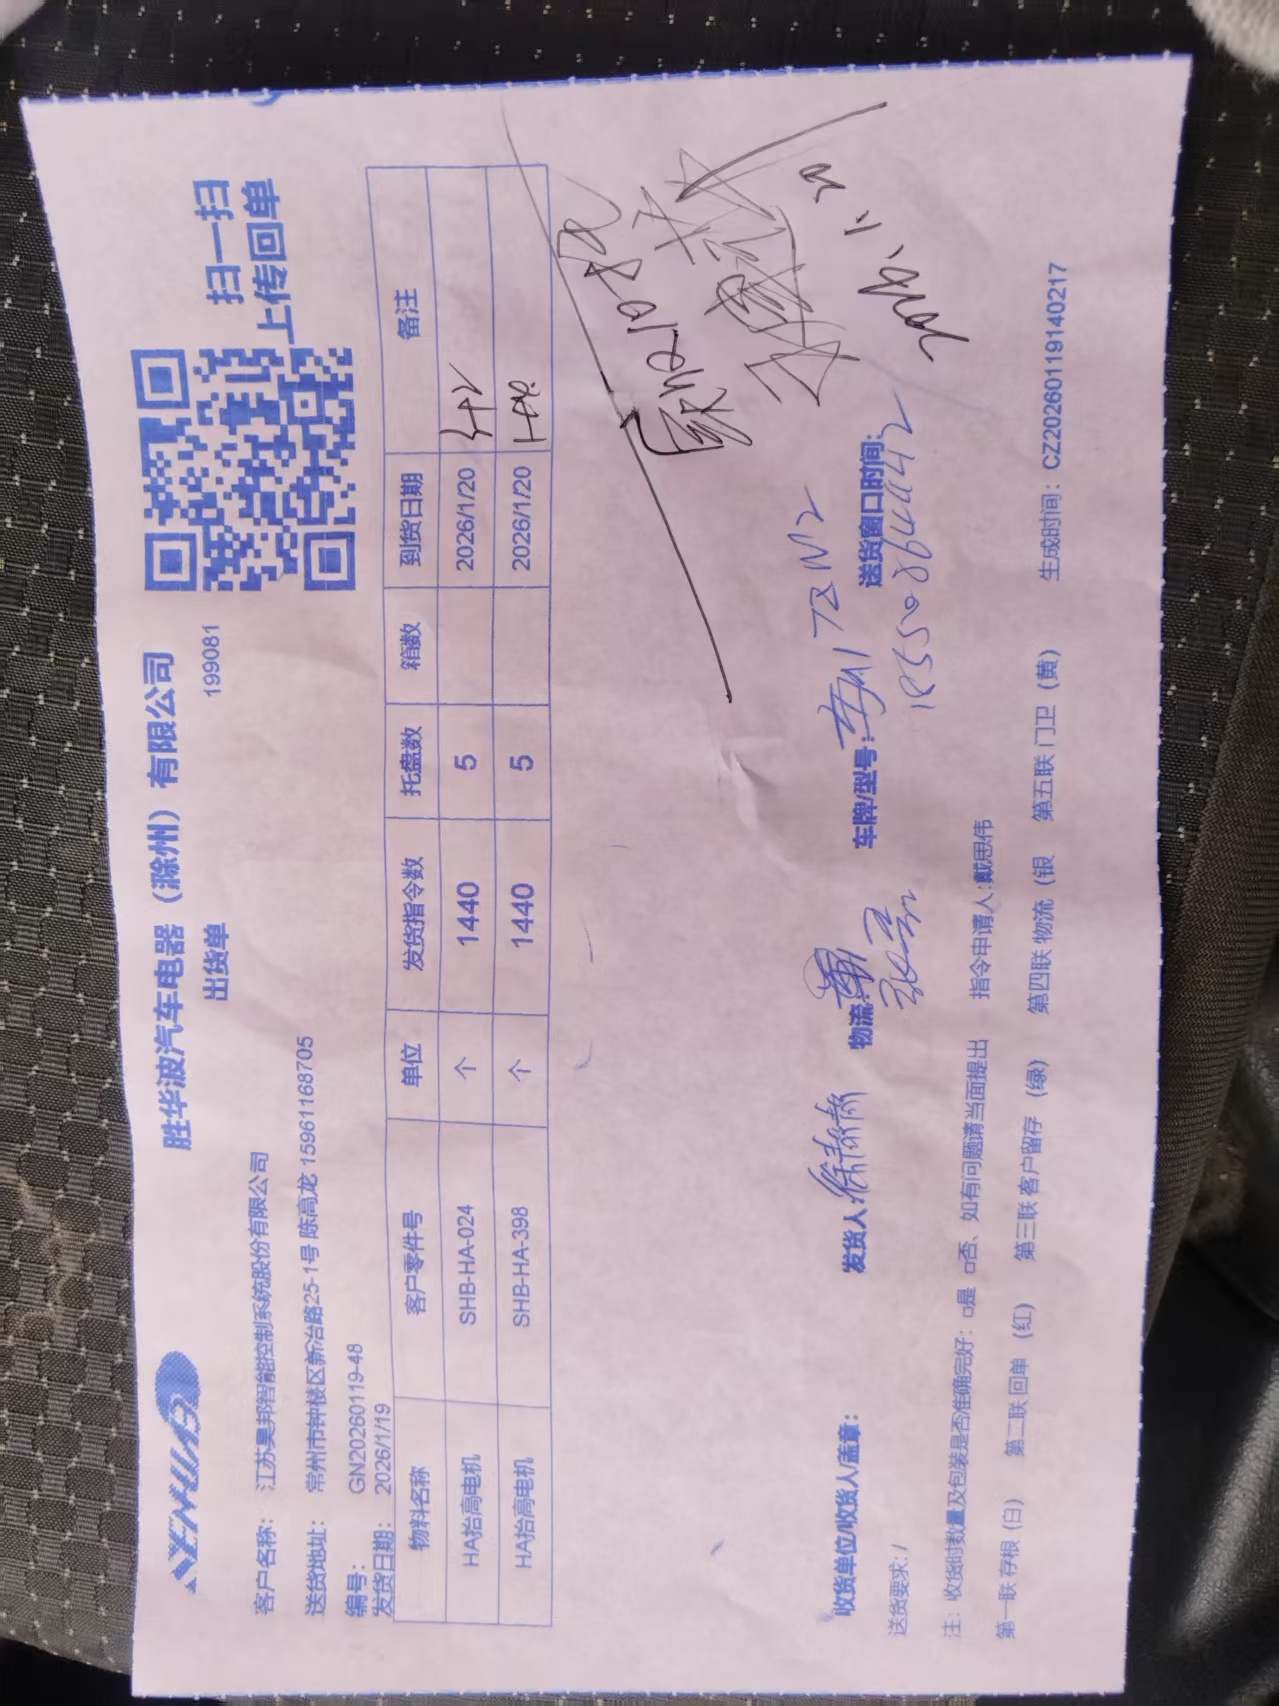 SENHUABO
胜华波汽车电器（滁州）有限公司
扫一扫
上传回单
出货单
199081
客户名称： 江苏昊邦智能控制系统股份有限公司
送货地址： 常州市钟楼区新冶路25-1号 陈高龙 15961168705
编号： GN20260119-48
发货日期： 2026/1/19
物料名称 客户零件号 单位 发货指令数 托盘数 箱数 到货日期 备注
HA抬高电机 SHB-HA-024 个 1440 5 2026/1/20
HA抬高电机 SHB-HA-398 个 1440 5 2026/1/20
收货单位/收货人/盖章： 发货人： 物流： 车牌/型号： 送货窗口时间：
送货要求: /
注：收货时数量及包装是否准确完好：□是 □否、如有问题请当面提出 指令申请人:戴思伟
第一联 存根（白） 第二联 回单 （红） 第三联 客户留存 （绿） 第四联 物流（银 第五联 门卫（黄） 生成时间：CZ20260119140217